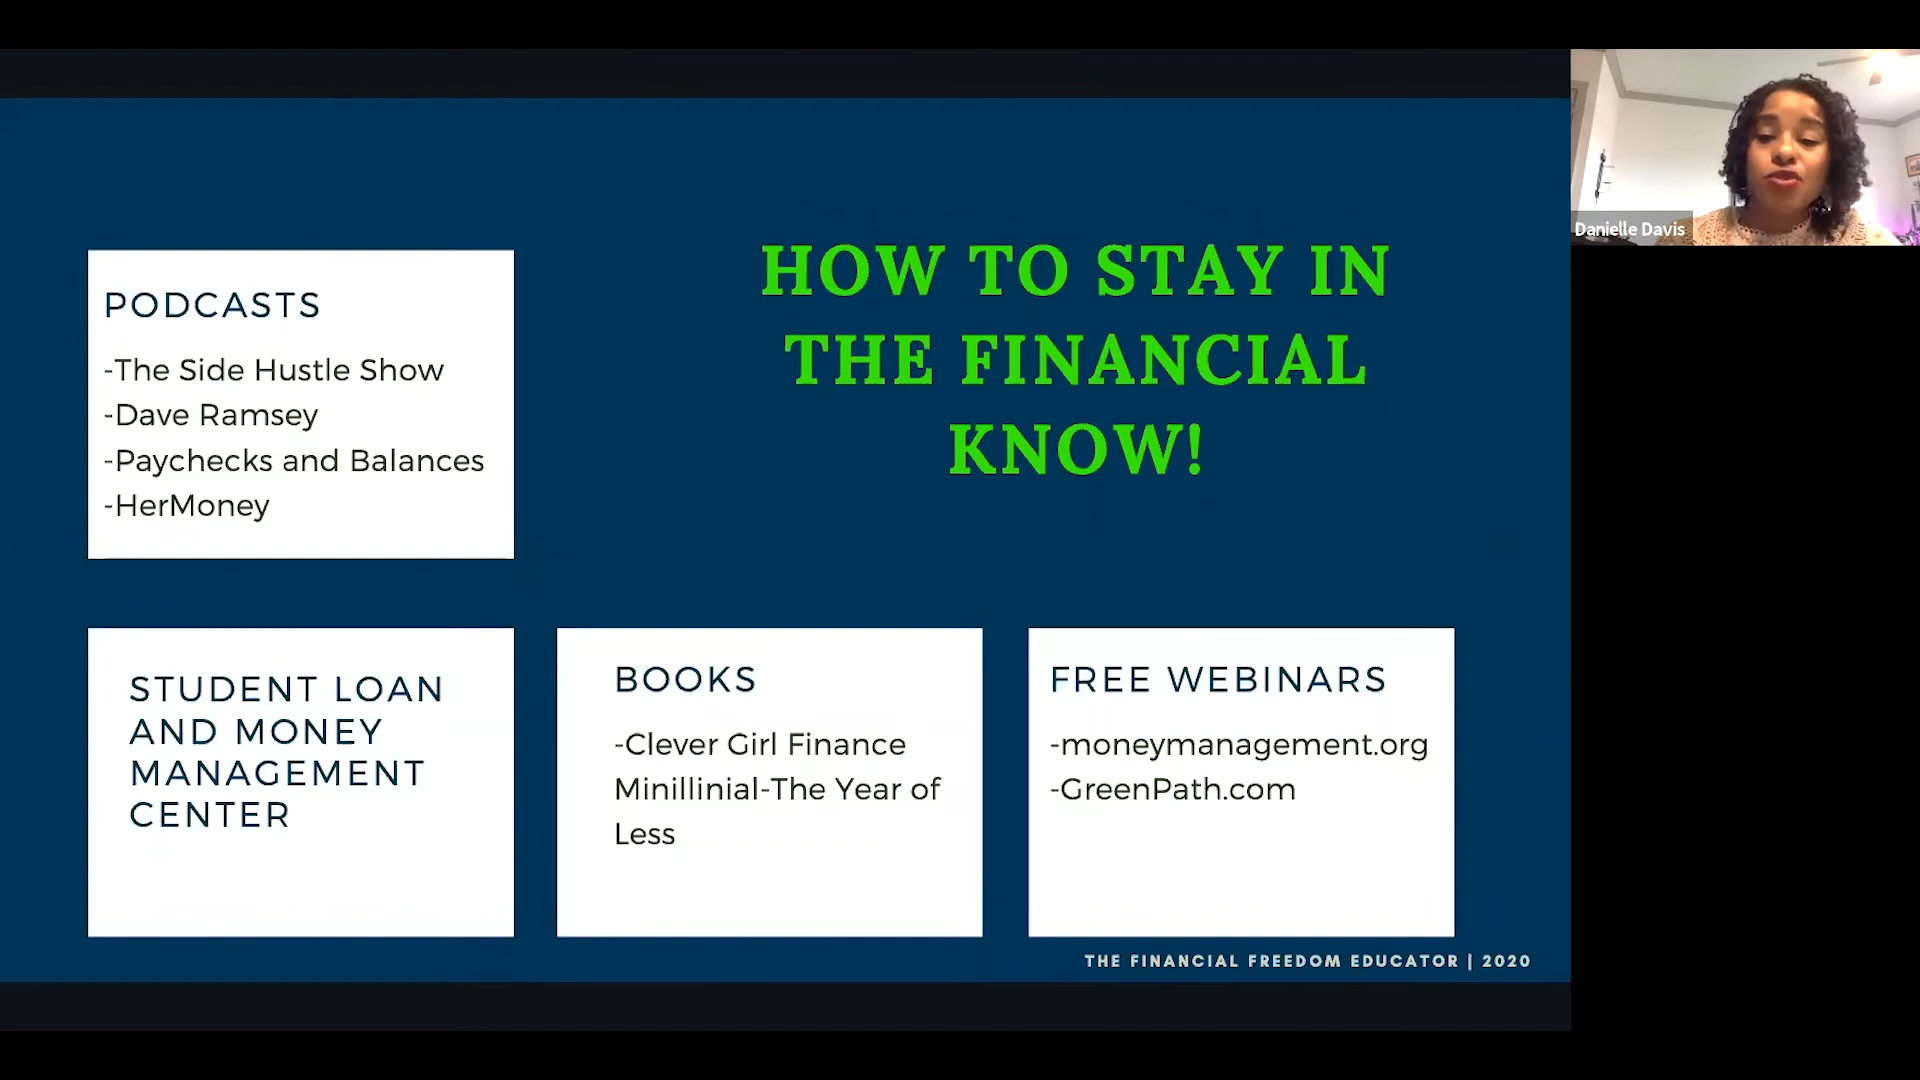 HOW TO STAY IN
THE FINANCIAL
KNOW!
PODCASTS
-The Side Hustle Show
-Dave Ramsey
-Paychecks and Balances
-HerMoney
STUDENT LOAN
AND MONEY
MANAGEMENT
CENTER
BOOKS
-Clever Girl Finance
Minillinial-The Year of
Less
FREE WEBINARS
-moneymanagement.org
-GreenPath.com
THE FINANCIAL FREEDOM EDUCATOR | 2020
Danielle Davis